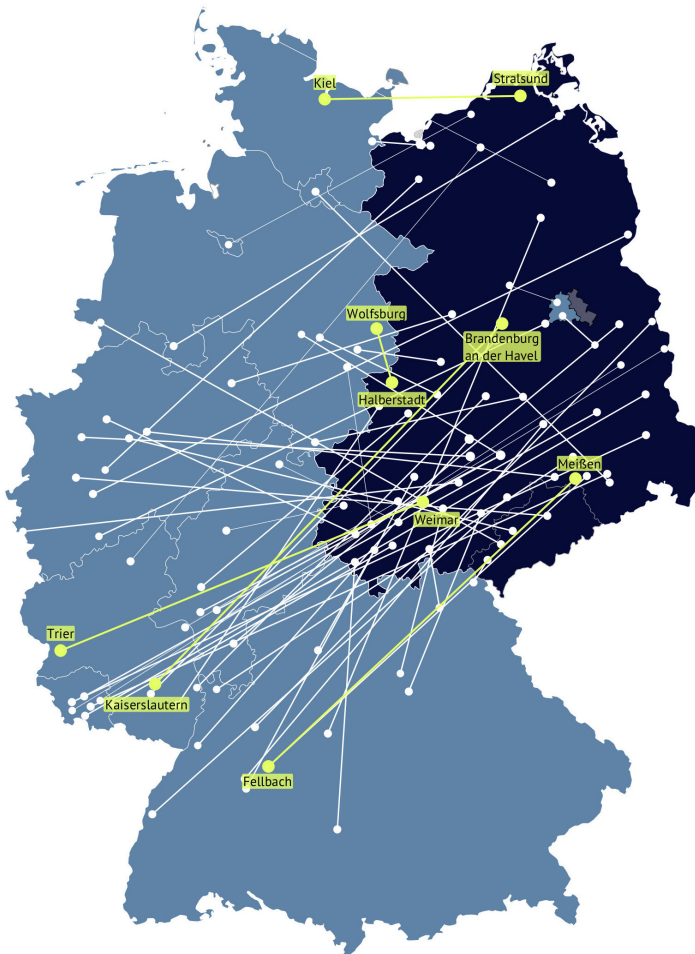 Kiel
Stralsund
Wolfsburg
Brandenburg
an der Havel
Halberstadt
Meißen
Weimar
Trier
Kaiserslautern
Fellbach